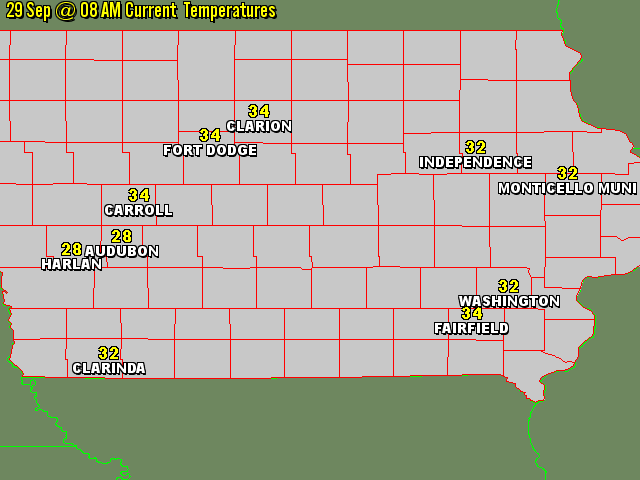 29 Sep @ 08 AM Current Temperatures
34
CLARION
34
FORT DODGE
32
INDEPENDENCE
32
MONTICELLO MUNI
34
CARROLL
28
AUDUBON
28
HARLAN
32
WASHINGTON
34
FAIRFIELD
32
CLARINDA